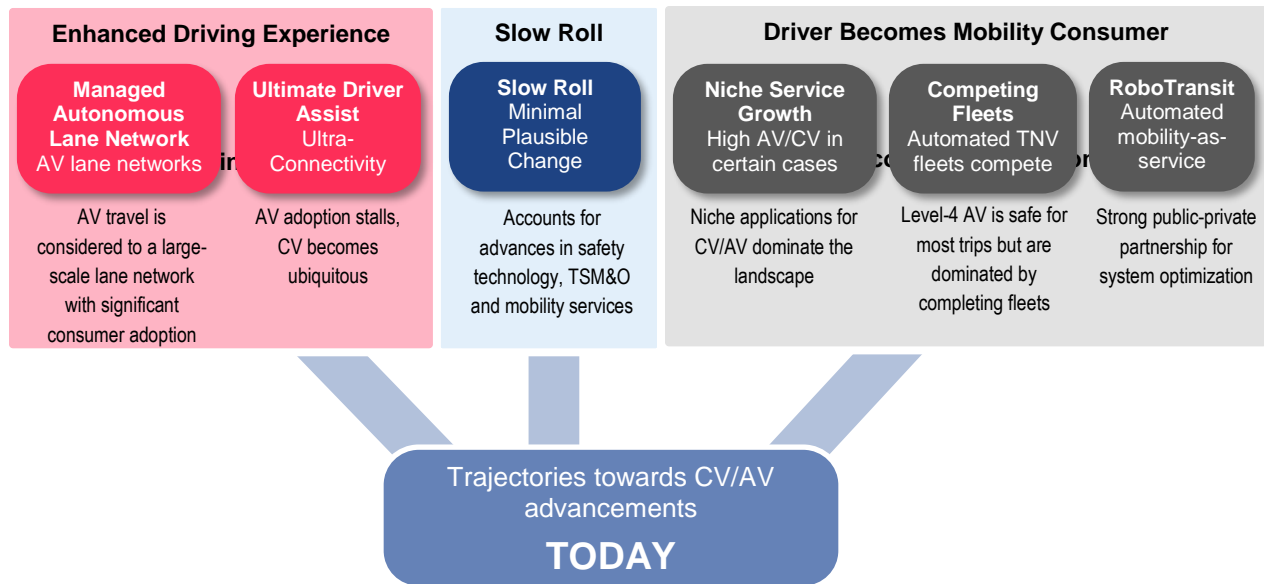 Enhanced Driving Experience
Managed
Autonomous
Lane Network
AV lane networks
Ultimate Driver
Assist
Ultra-
Connectivity
AV travel is
considered to a large-
scale lane network
with significant
consumer adoption
AV adoption stalls,
CV becomes
ubiquitous
Slow Roll
Slow Roll
Minimal
Plausible
Change
Accounts for
advances in safety
technology, TSM&O
and mobility services
Driver Becomes Mobility Consumer
Niche Service
Growth
High AV/CV in
certain cases
Competing
Fleets
Automated TNV
fleets compete
RoboTransit
Automated
mobility-as-
service
Niche applications for
CV/AV dominate the
landscape
Level-4 AV is safe for
most trips but are
dominated by
completing fleets
Strong public-private
partnership for
system optimization
Trajectories towards CV/AV
advancements
TODAY